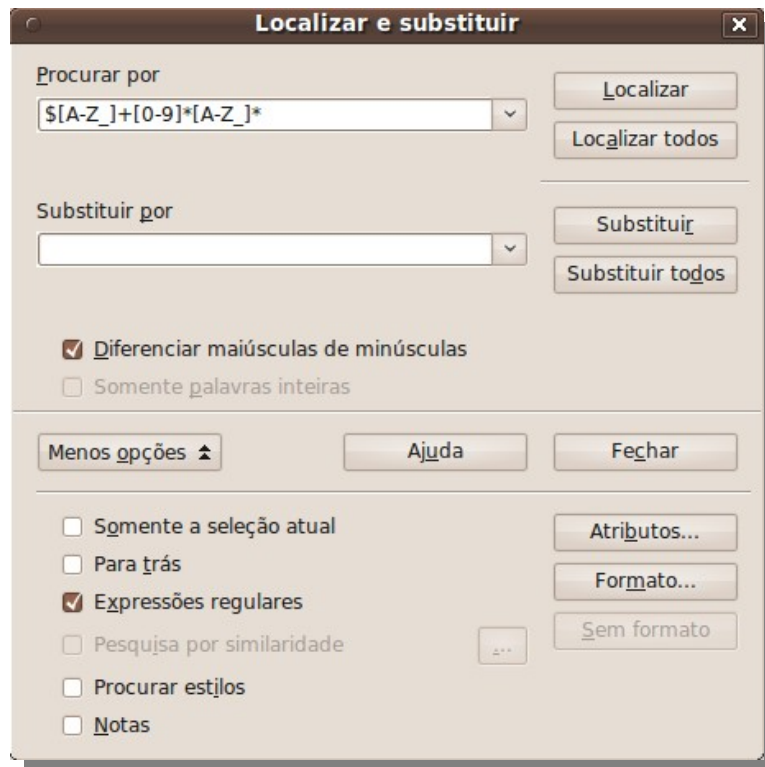 Localizar e substituir
Procurar por
$[A-Z_]+[0-9]*[A-Z_]*
Localizar
Localizar todos
Substituir por
Substituir
Substituir todos
Diferenciar maiúsculas de minúsculas
Somente palavras inteiras
Menos opções
Ajuda
Fechar
Somente a seleção atual
Para trás
Expressões regulares
Pesquisa por similaridade
...
Procurar estilos
Notas
Atributos...
Formato...
Sem formato